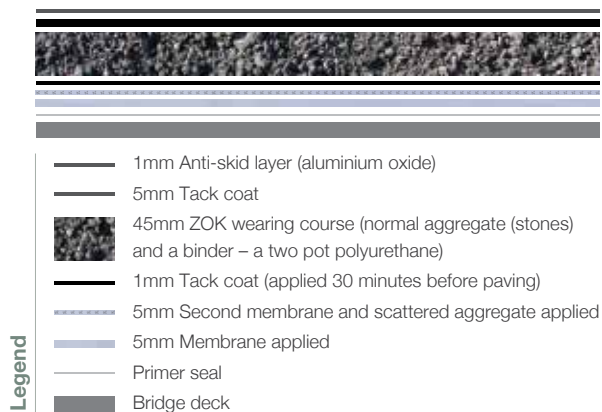 1mm Anti-skid layer (aluminium oxide)
5mm Tack coat
45mm ZOK wearing course (normal aggregate (stones)
and a binder – a two pot polyurethane)
1mm Tack coat (applied 30 minutes before paving)
5mm Second membrane and scattered aggregate applied
5mm Membrane applied
Primer seal
Bridge deck
Legend